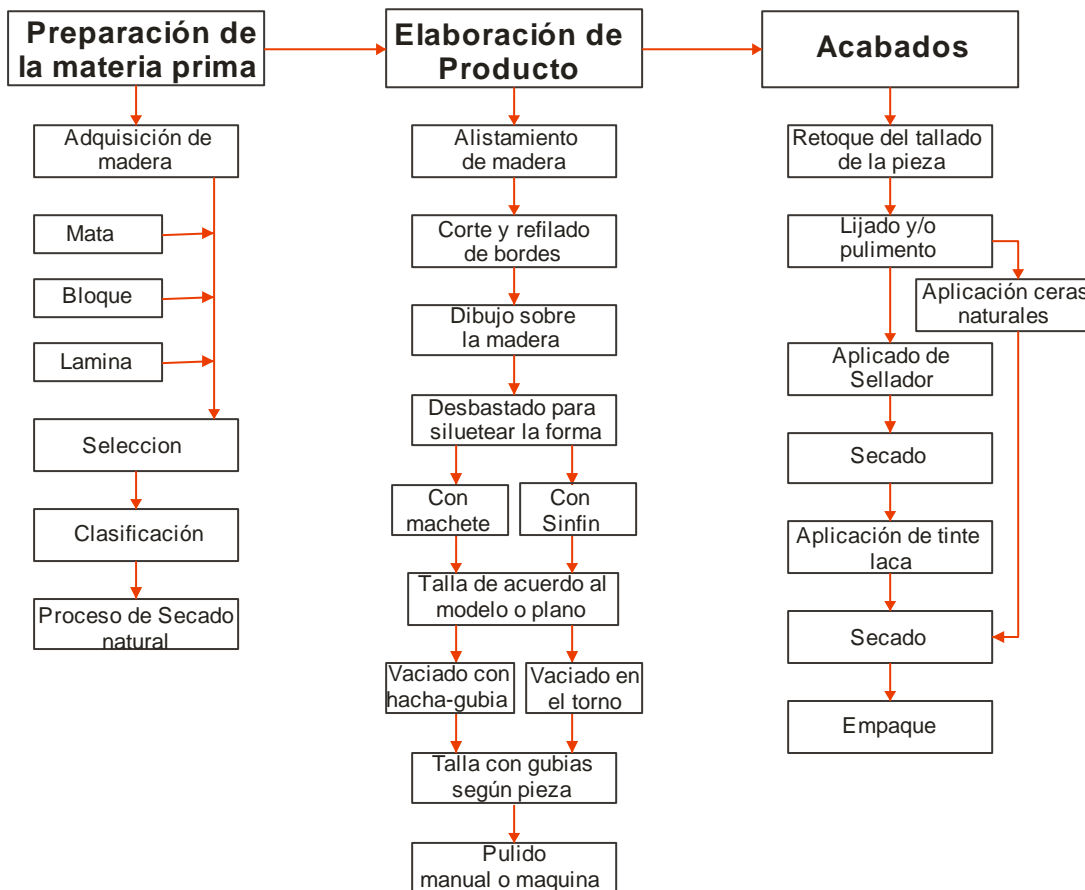 Preparación de
la materia prima
Adquisición de
madera
Mata
Bloque
Lamina
Seleccion
Clasificación
Proceso de Secado
natural
Elaboración de
Producto
Alistamiento
de madera
Corte y refilado
de bordes
Dibujo sobre
la madera
Desbastado para
siluetear la forma
Con
machete
Con
Sinfin
Talla de acuerdo al
modelo o plano
Vaciado con
hacha-gubia
Vaciado en
el torno
Talla con gubias
según pieza
Pulido
manual o maquina
Acabados
Retoque del tallado
de la pieza
Lijado y/o
pulimento
Aplicación ceras
naturales
Aplicado de
Sellador
Secado
Aplicación de tinte
laca
Secado
Empaque